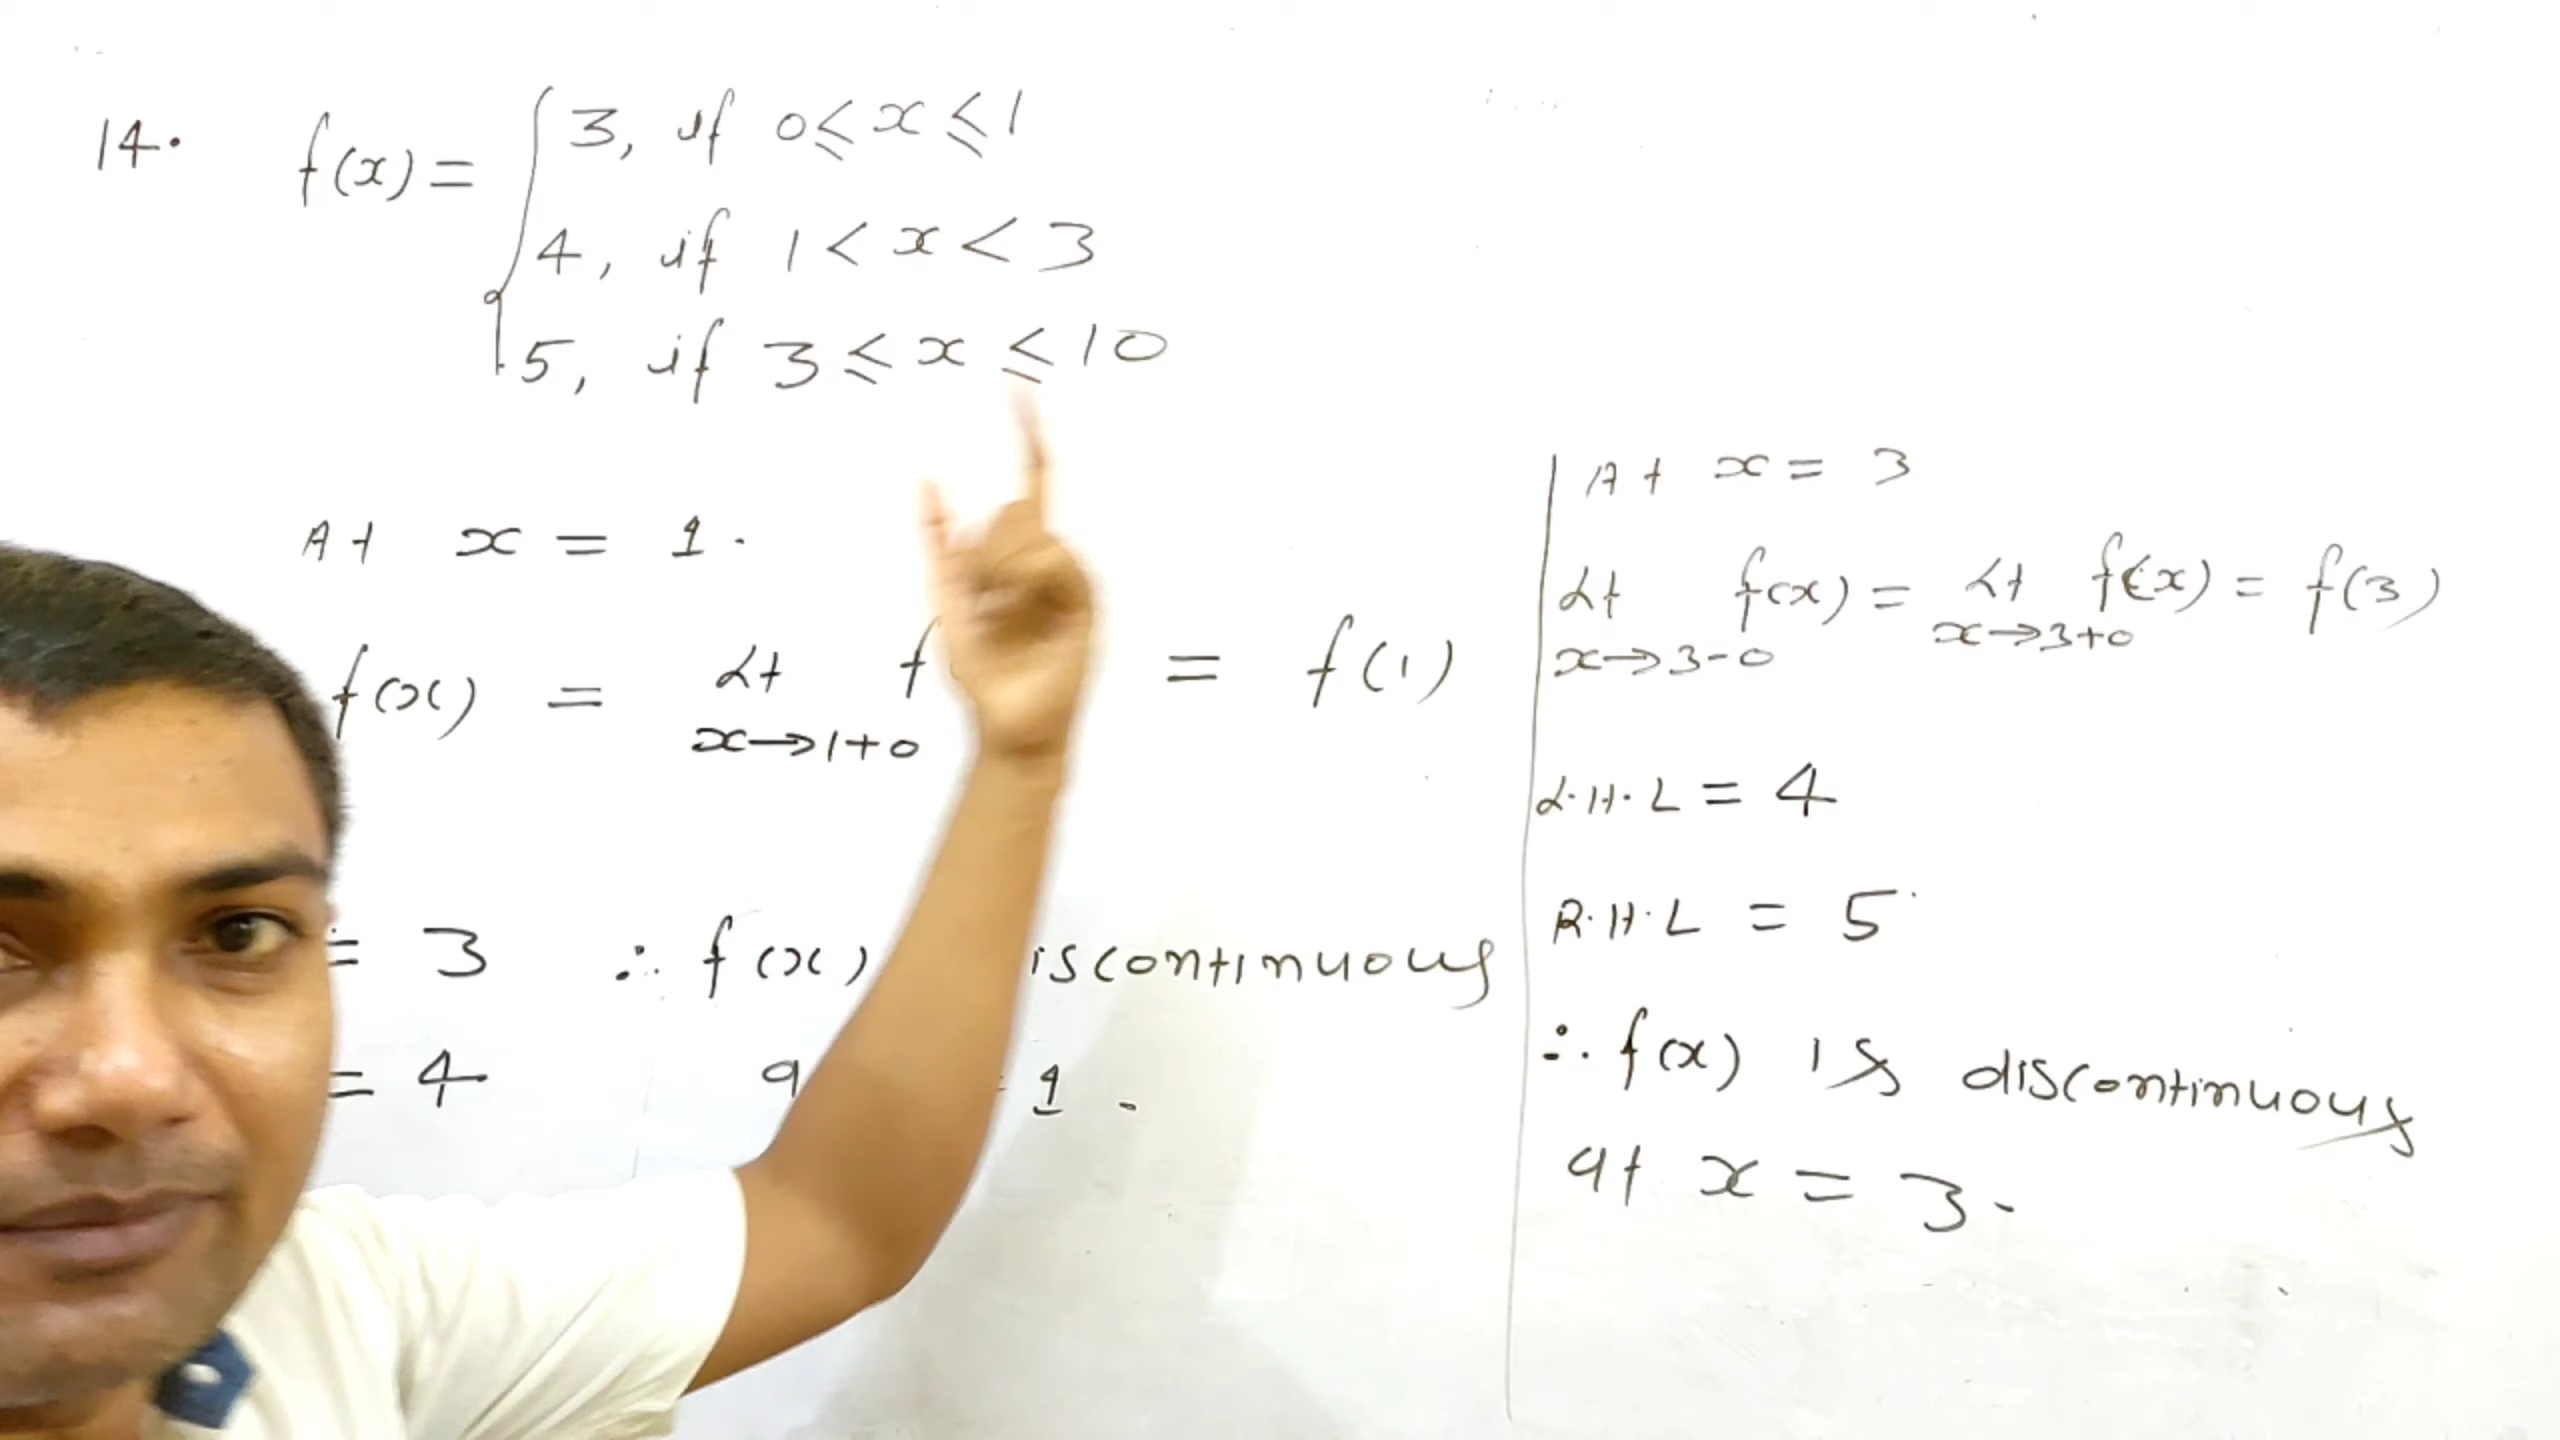 14. f(x) = { 3, if 0 ≤ x ≤ 1
4, if 1 < x < 3
5, if 3 ≤ x ≤ 10
At x = 1.
f(x) = Lt x→1+0 f = f(1)
= 3 ∴ f(x) iscontinuous
= 4 a = 1.
At x = 3
Lt x→3-0 f(x) = Lt x→3+0 f(x) = f(3)
L.H.L = 4
R.H.L = 5
∴ f(x) is discontinuous
at x = 3.